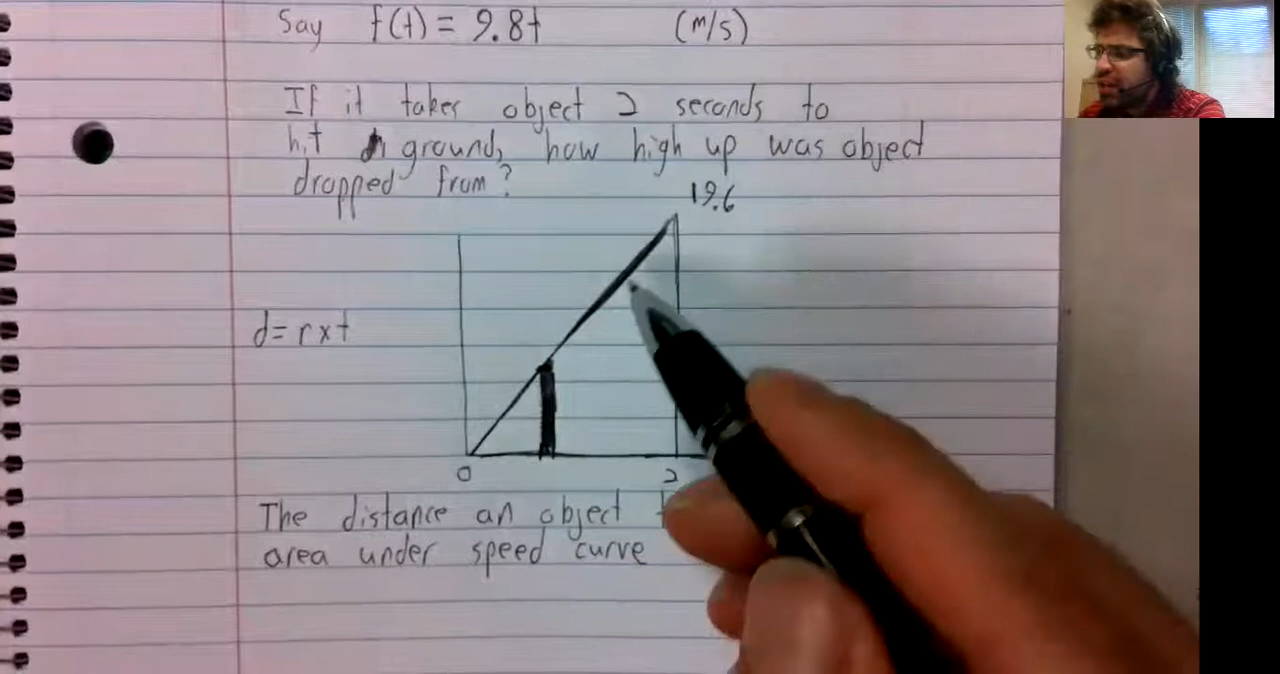 Say f(t) = 9.8t (m/s)
If it takes object 2 seconds to
hit ground, how high up was object
dropped from?
19.6
d = r x t
0 2
The distance an object
area under speed curve